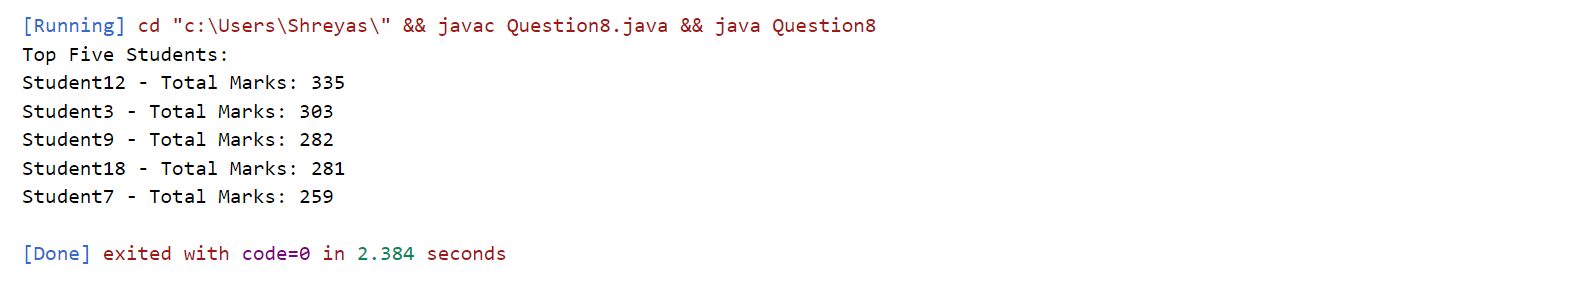 [Running] cd "c:\Users\Shreyas\" && javac Question8.java && java Question8
Top Five Students:
Student12 - Total Marks: 335
Student3 - Total Marks: 303
Student9 - Total Marks: 282
Student18 - Total Marks: 281
Student7 - Total Marks: 259
[Done] exited with code=0 in 2.384 seconds